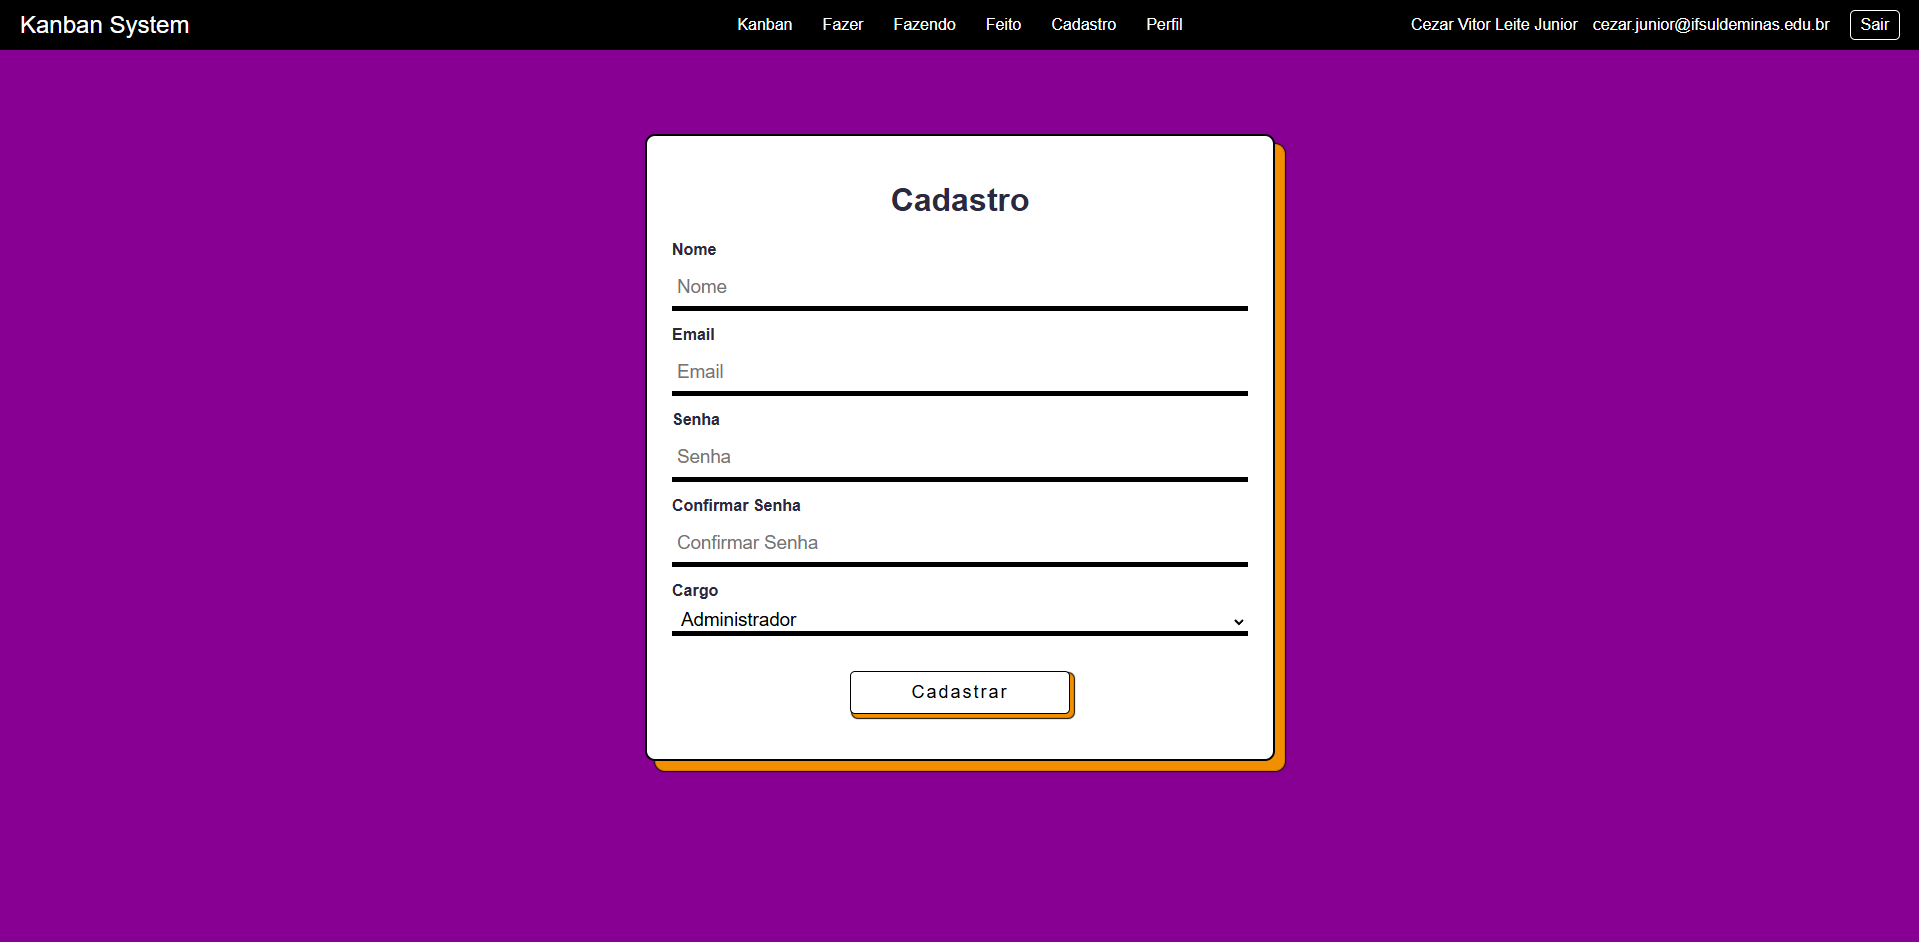 Kanban System Kanban Fazer Fazendo Feito Cadastro Perfil Cezar Vitor Leite Junior cezar.junior@ifsuldeminas.edu.br Sair
Cadastro
Nome
Nome
Email
Email
Senha
Senha
Confirmar Senha
Confirmar Senha
Cargo
Administrador
Cadastrar